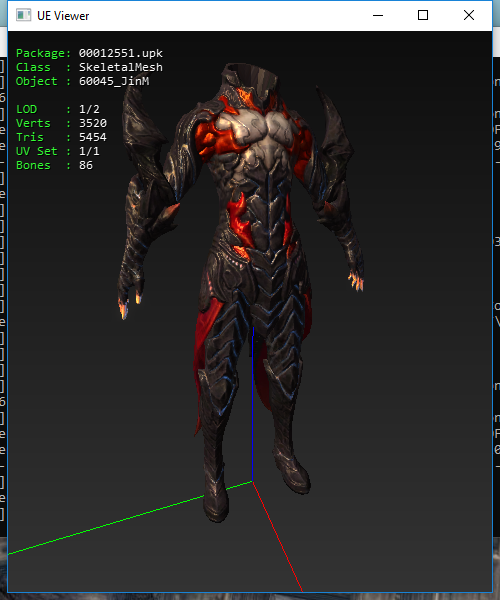 UE Viewer
Package: 00012551.upk
Class : SkeletalMesh
Object : 60045_JinM
LOD : 1/2
Verts : 3520
Tris : 5454
UV Set : 1/1
Bones : 86